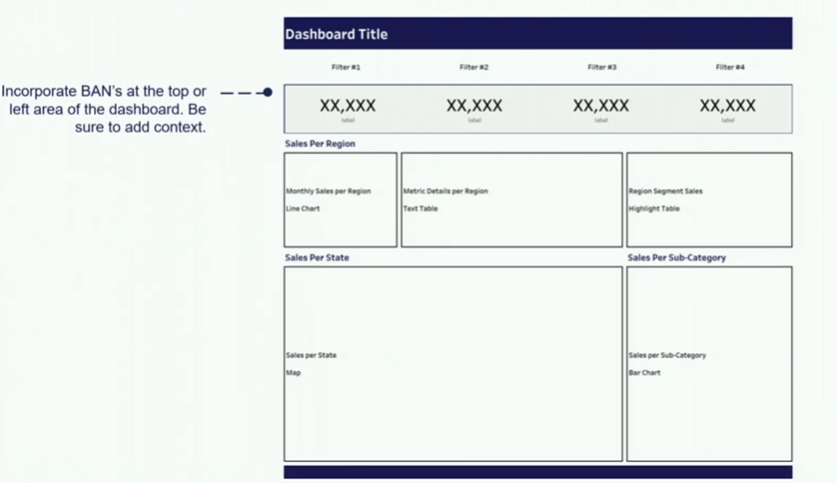 Dashboard Title
Filter #1 Filter #2 Filter #3 Filter #4
Incorporate BAN's at the top or
left area of the dashboard. Be
sure to add context.
XX,XXX XX,XXX XX,XXX XX,XXX
label label label label
Sales Per Region
Monthly Sales per Region
Line Chart
Metric Details per Region
Text Table
Region Segment Sales
Highlight Table
Sales Per State
Sales per State
Map
Sales Per Sub-Category
Sales per Sub-Category
Bar Chart